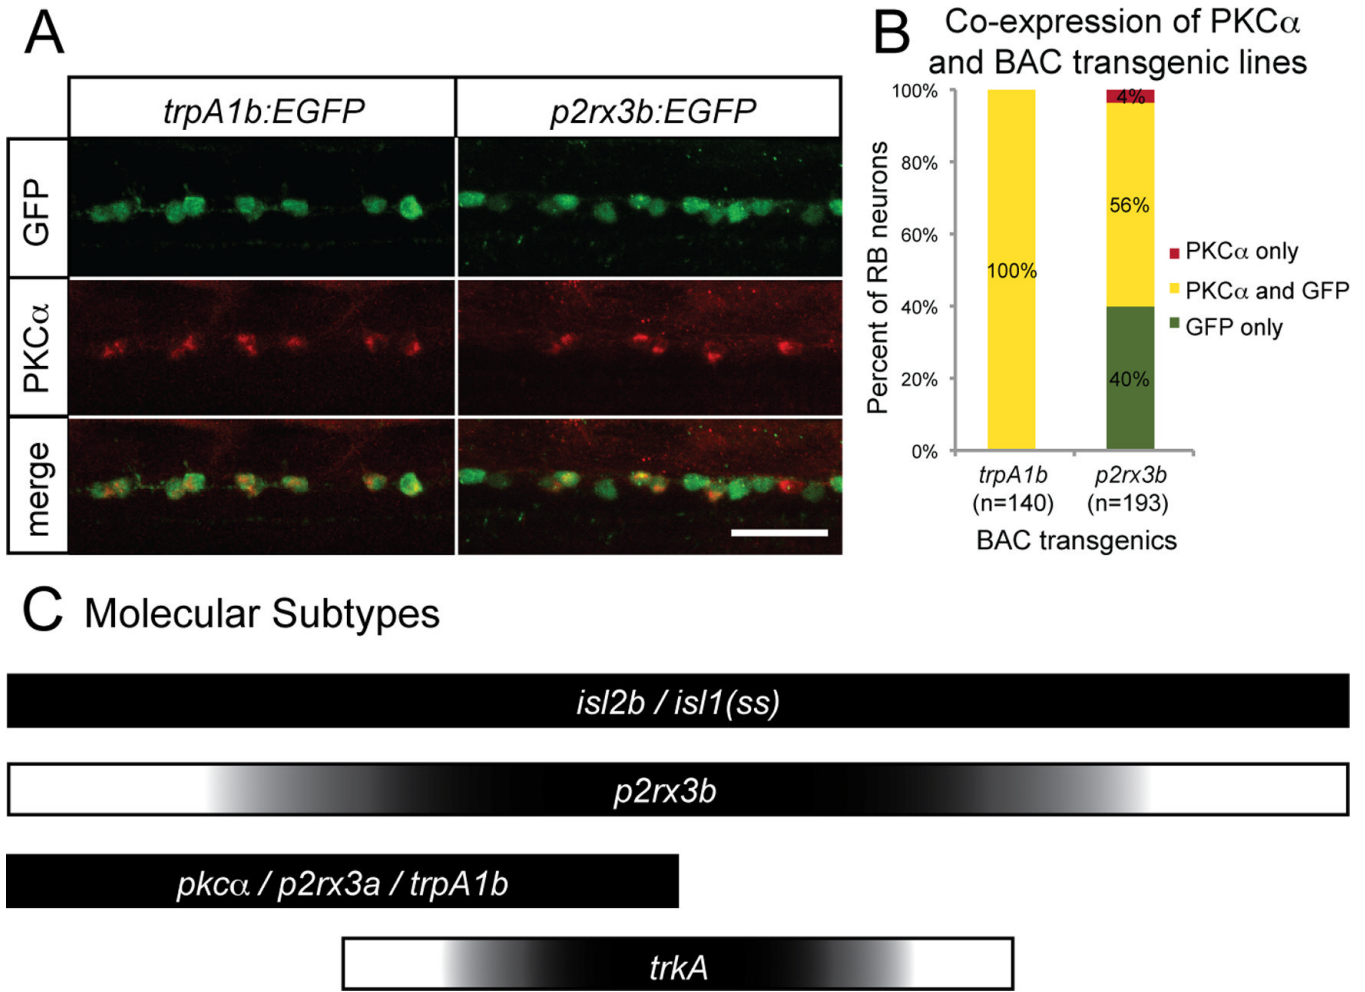 A
trpA1b:EGFP
p2rx3b:EGFP
GFP
PKCα
merge
B
Co-expression of PKCα
and BAC transgenic lines
Percent of RB neurons
100%
80%
60%
40%
20%
0%
100%
4%
56%
40%
PKCα only
PKCα and GFP
GFP only
trpA1b
(n=140)
p2rx3b
(n=193)
BAC transgenics
C Molecular Subtypes
isl2b / isl1(ss)
p2rx3b
pkcα / p2rx3a / trpA1b
trkA